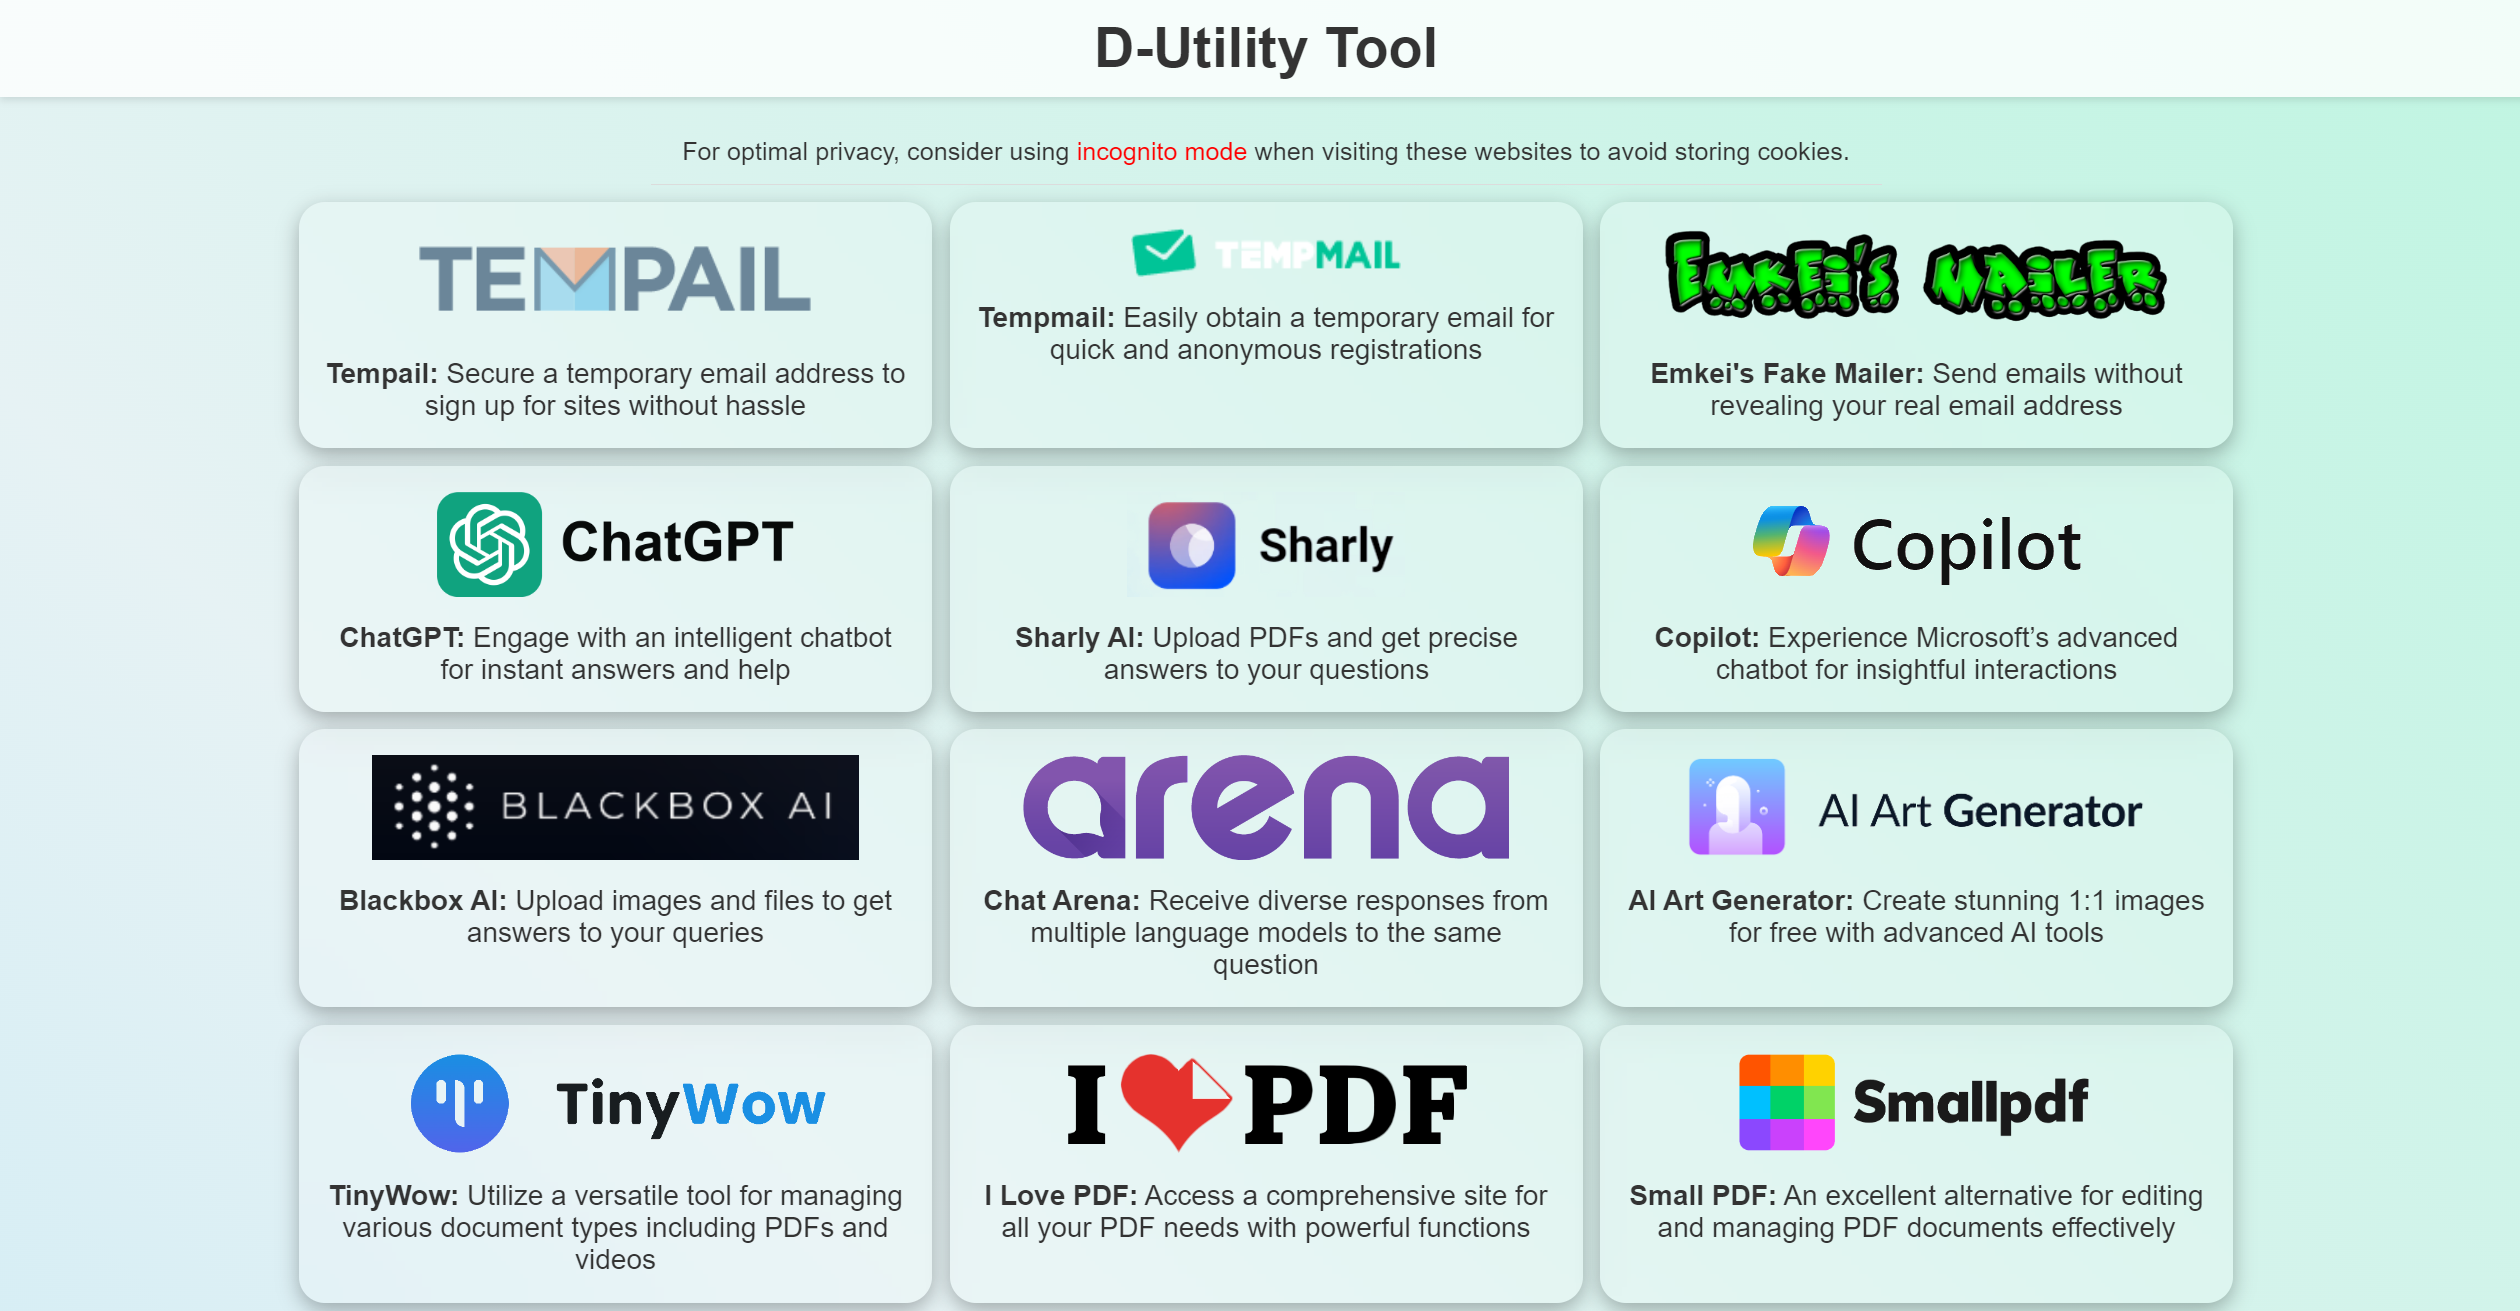 D-Utility Tool
For optimal privacy, consider using incognito mode when visiting these websites to avoid storing cookies.
TEMPAIL
Tempail: Secure a temporary email address to
sign up for sites without hassle
TEMPMAIL
Tempmail: Easily obtain a temporary email for
quick and anonymous registrations
EMKEi'S MAiLER
Emkei's Fake Mailer: Send emails without
revealing your real email address
ChatGPT
ChatGPT: Engage with an intelligent chatbot
for instant answers and help
Sharly
Sharly AI: Upload PDFs and get precise
answers to your questions
Copilot
Copilot: Experience Microsoft’s advanced
chatbot for insightful interactions
BLACKBOX AI
Blackbox AI: Upload images and files to get
answers to your queries
arena
Chat Arena: Receive diverse responses from
multiple language models to the same
question
AI Art Generator
AI Art Generator: Create stunning 1:1 images
for free with advanced AI tools
TinyWow
TinyWow: Utilize a versatile tool for managing
various document types including PDFs and
videos
I PDF
I Love PDF: Access a comprehensive site for
all your PDF needs with powerful functions
Smallpdf
Small PDF: An excellent alternative for editing
and managing PDF documents effectively